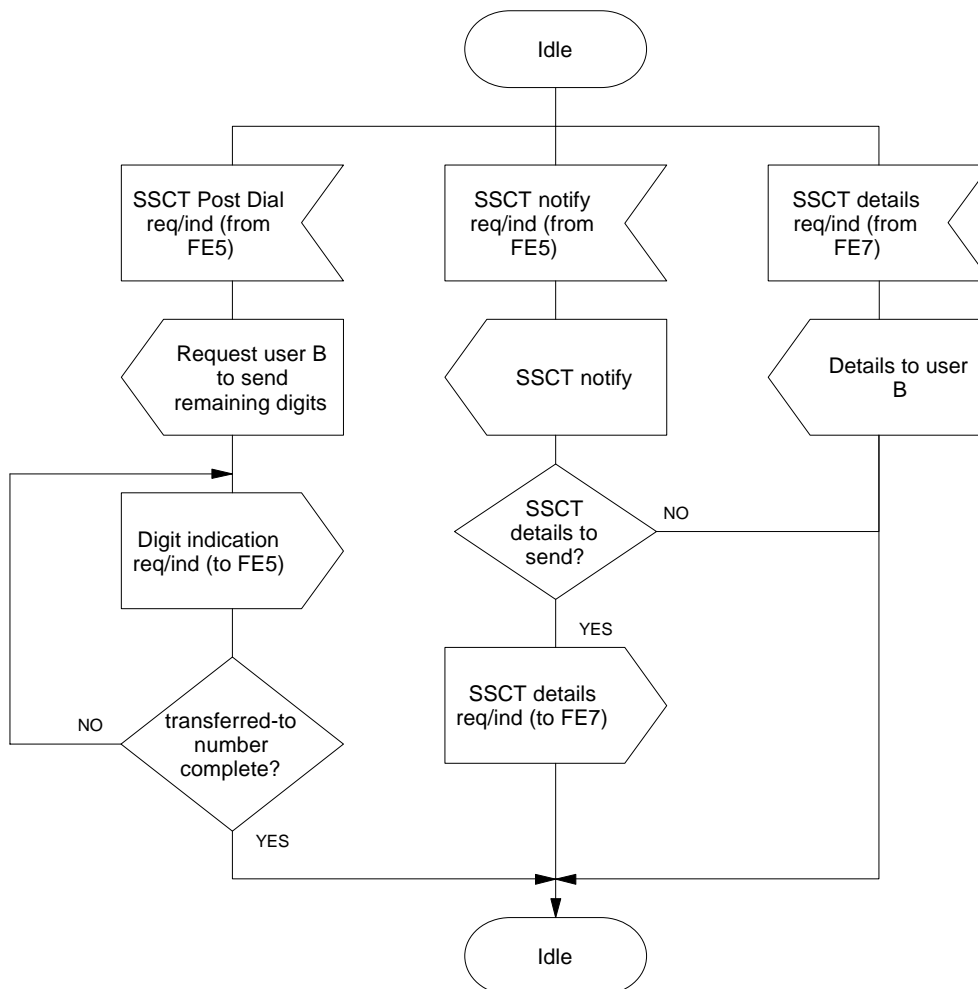 Idle
SSCT Post Dial
req/ind (from
FE5)
SSCT notify
req/ind (from
FE5)
SSCT details
req/ind (from
FE7)
Request user B
to send
remaining digits
SSCT notify
Details to user
B
Digit indication
req/ind (to FE5)
SSCT
details to
send?
NO
YES
SSCT details
req/ind (to FE7)
transferred-to
number
complete?
NO
YES
Idle